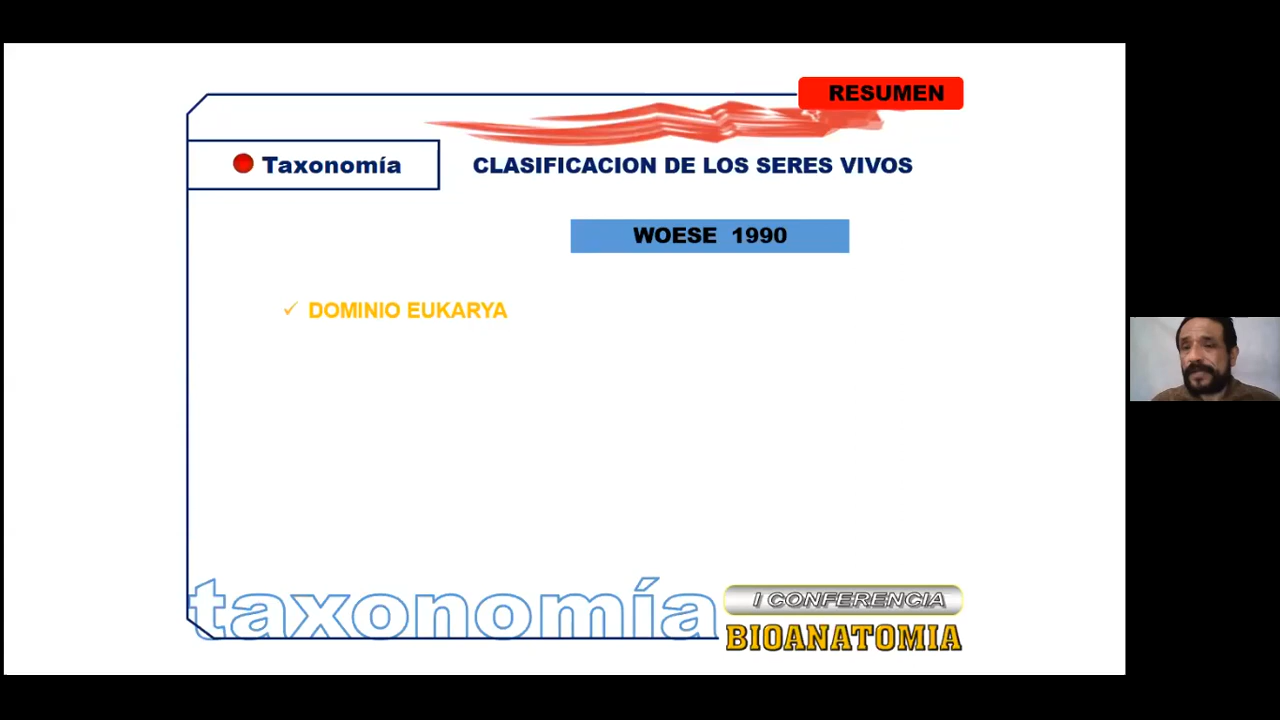 RESUMEN
Taxonomía
CLASIFICACION DE LOS SERES VIVOS
WOESE 1990
✓ DOMINIO EUKARYA
taxonomía
I CONFERENCIA
BIOANATOMIA